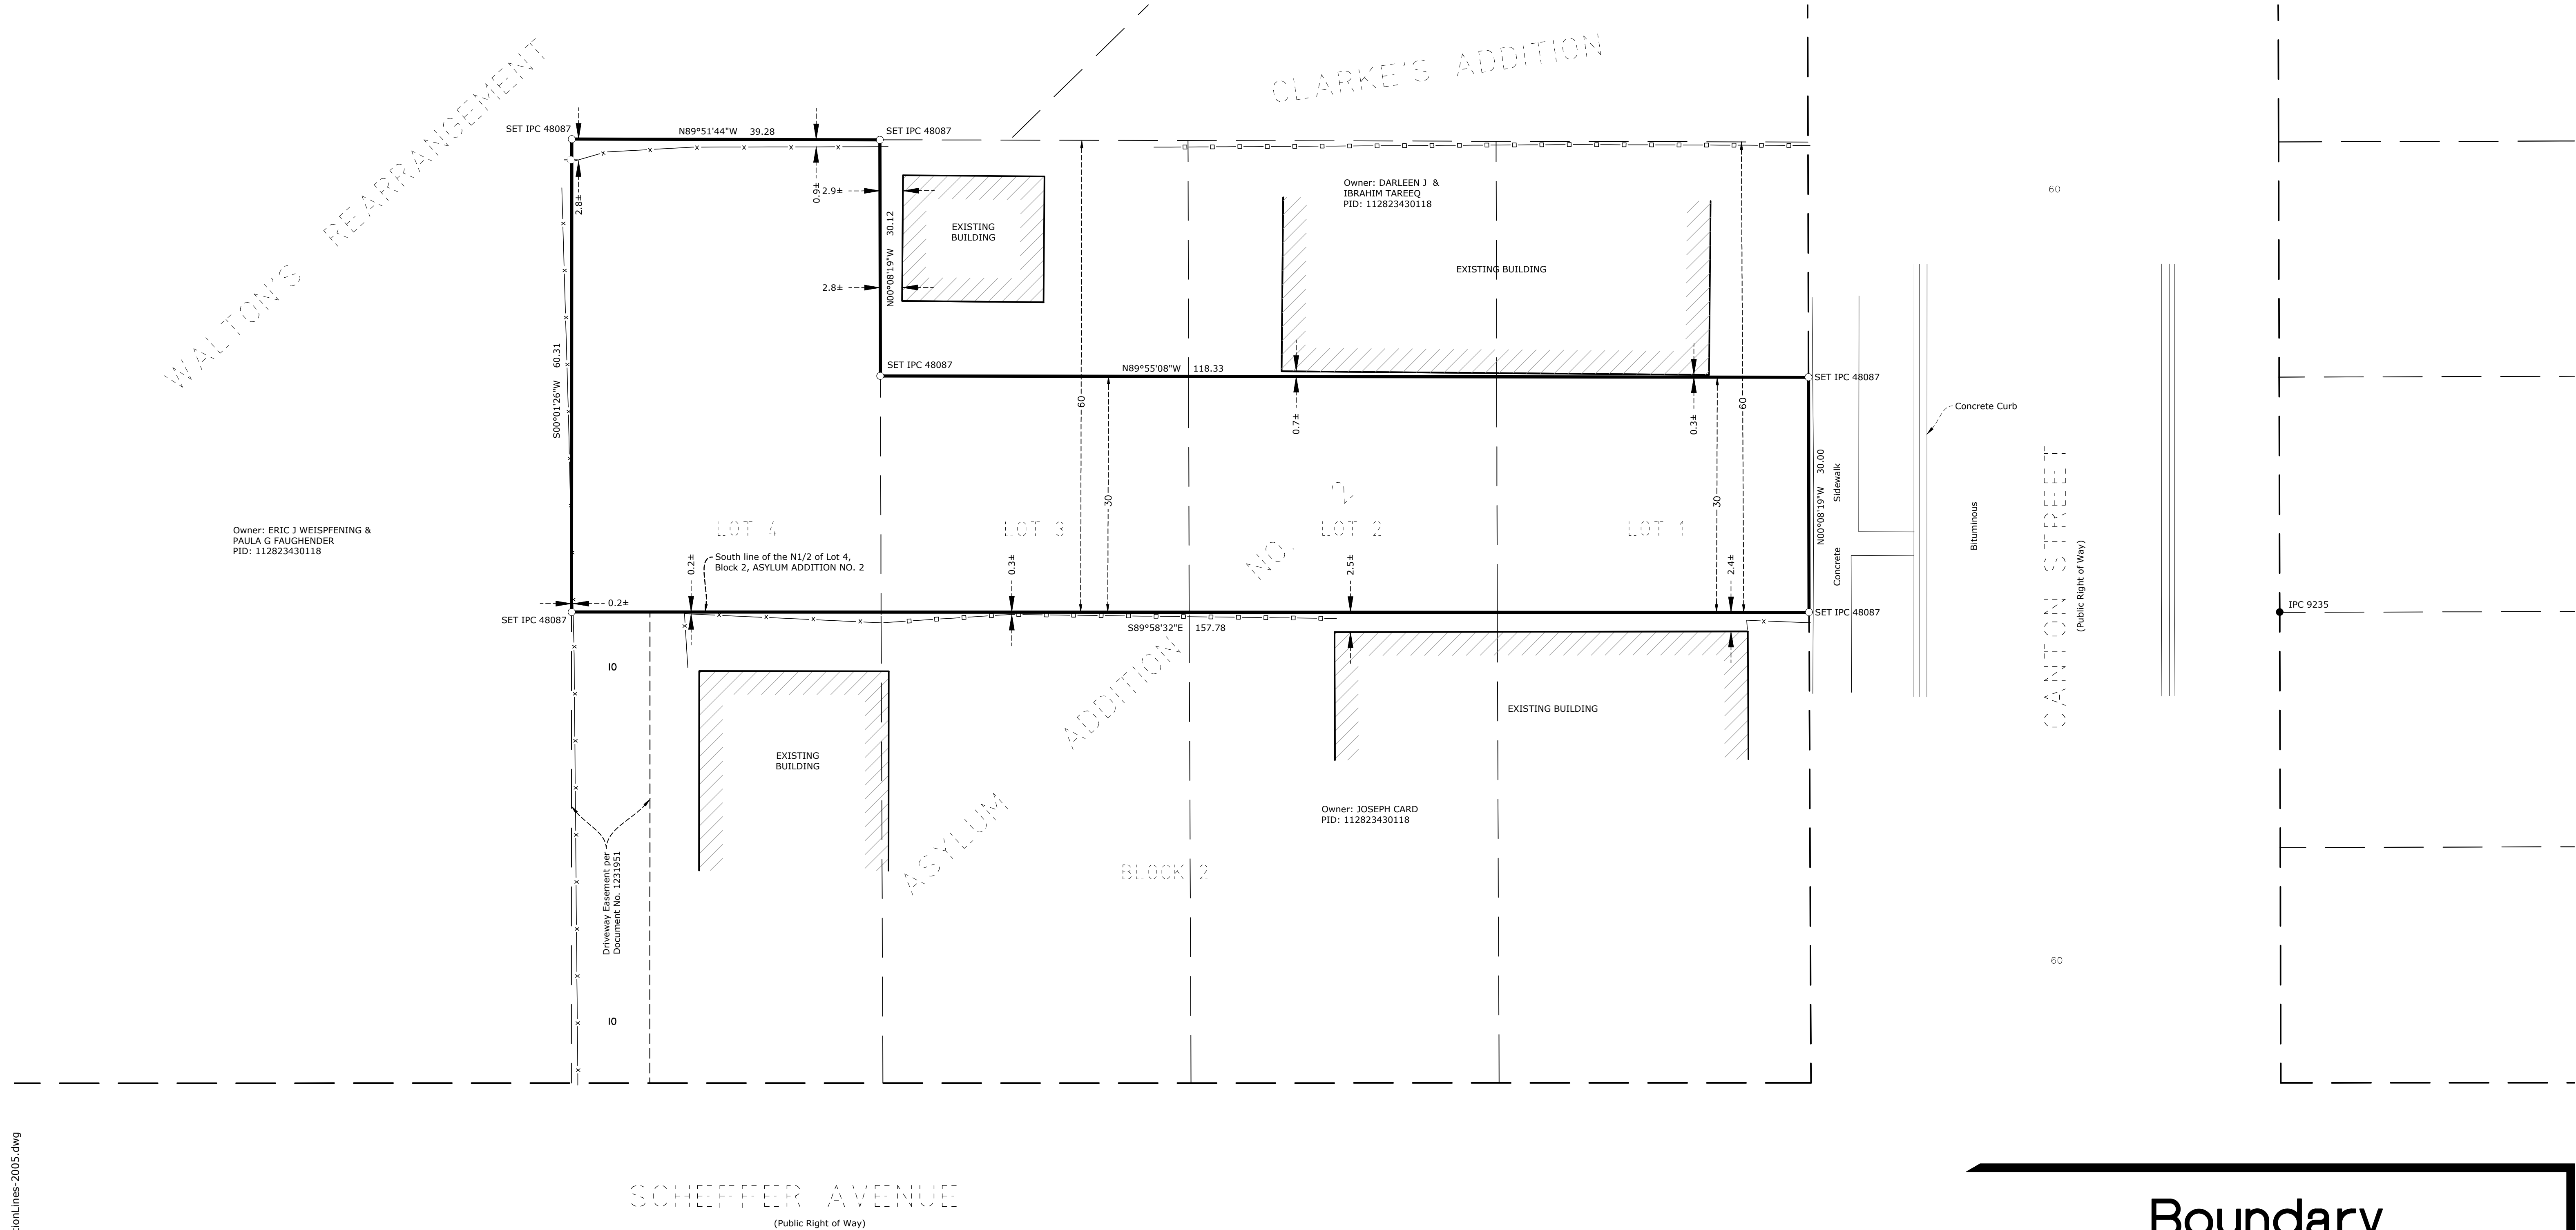 WALTON'S REARRANGEMENT
CLARKE'S ADDITION
SET IPC 48087
N89°51'44"W 39.28
SET IPC 48087
2.8±
0.9±
2.9±
N00°08'19"W 30.12
2.8±
EXISTING
BUILDING
Owner: DARLEEN J &
IBRAHIM TAREEQ
PID: 112823430118
EXISTING BUILDING
60
S00°01'26"W 60.31
SET IPC 48087
N89°55'08"W 118.33
SET IPC 48087
60
60
0.7±
0.3±
30
30
Concrete Curb
N00°08'19"W 30.00
Concrete Sidewalk
Bituminous
CANTON STREET
(Public Right of Way)
Owner: ERIC J WEISPFENING &
PAULA G FAUGHENDER
PID: 112823430118
LOT 4
LOT 3
LOT 2
LOT 1
South line of the N1/2 of Lot 4,
Block 2, ASYLUM ADDITION NO. 2
0.2±
0.3±
2.5±
2.4±
0.2±
SET IPC 48087
SET IPC 48087
IPC 9235
S89°58'32"E 157.78
ASYLUM ADDITION NO. 2
10
EXISTING
BUILDING
EXISTING BUILDING
Owner: JOSEPH CARD
PID: 112823430118
BLOCK 2
Driveway Easement per
Document No. 1231951
10
60
SCHEFFER AVENUE
(Public Right of Way)
ionLines-2005.dwg
Boundary